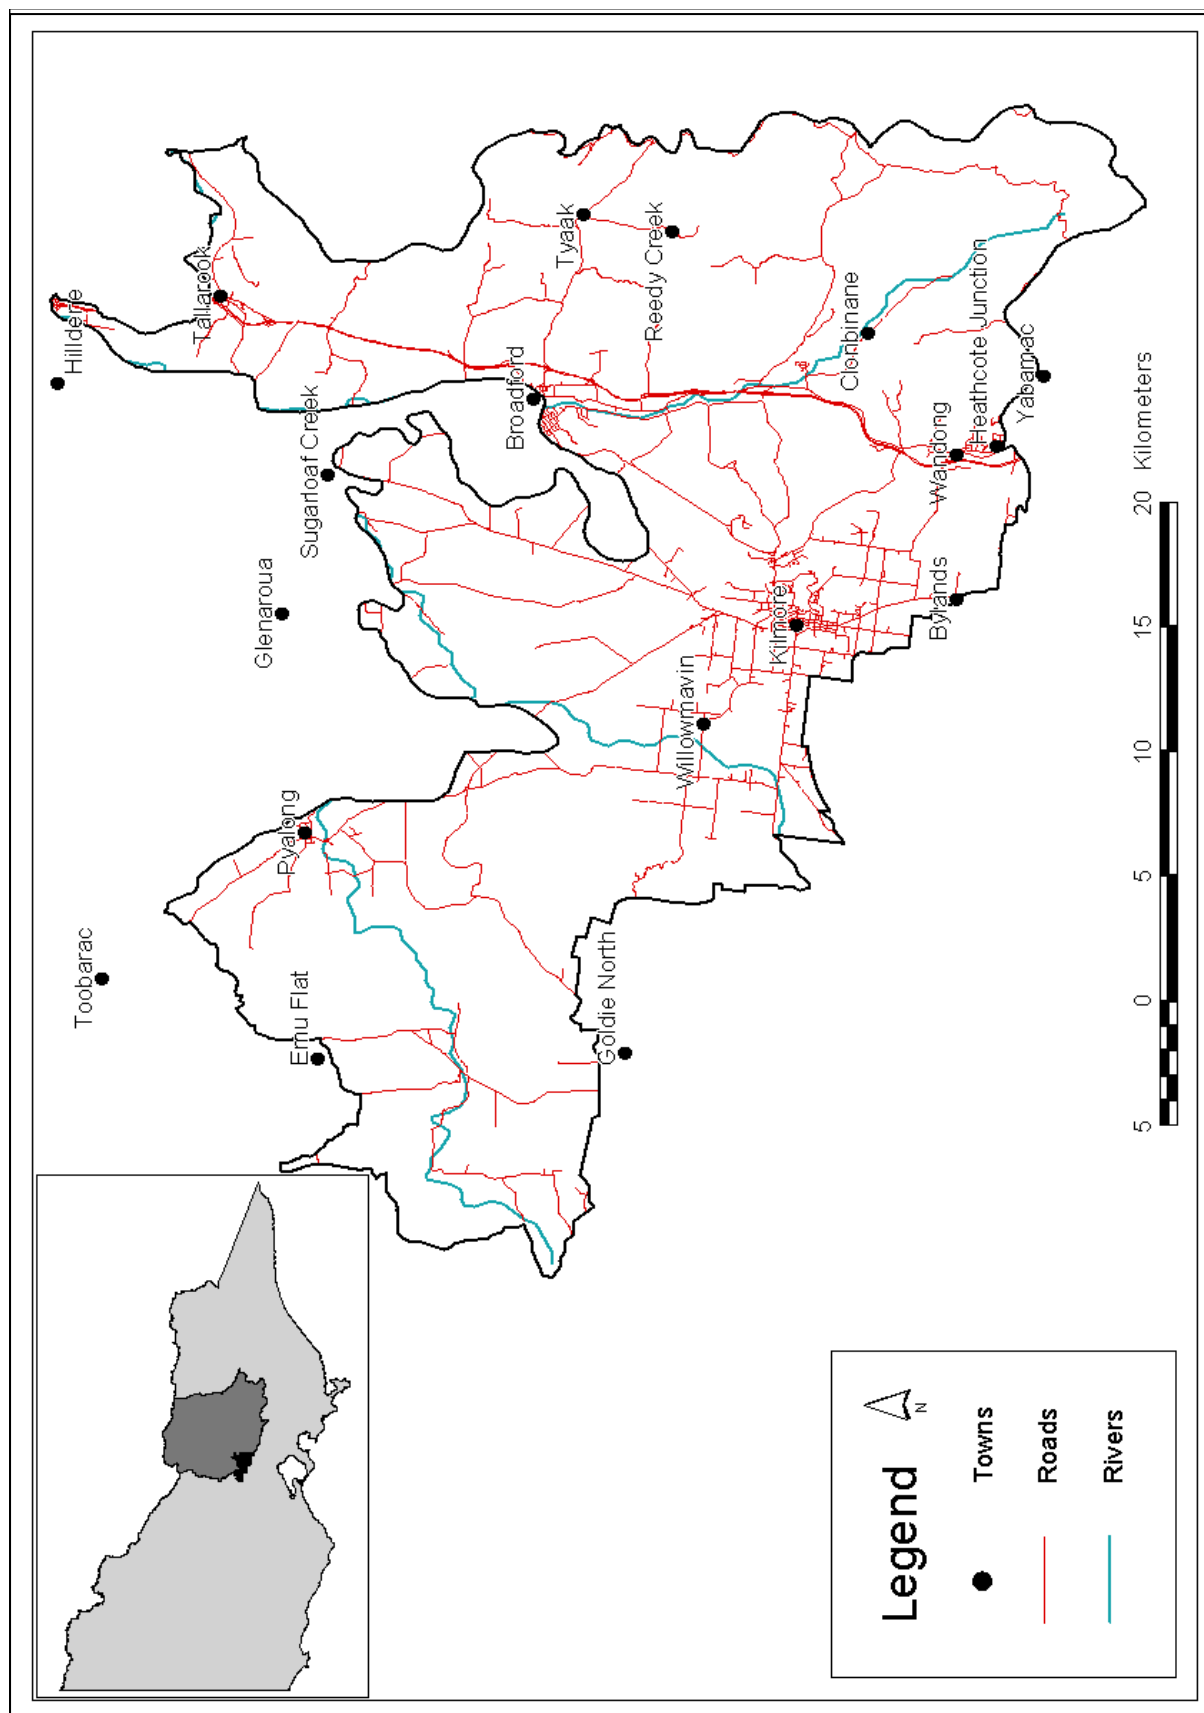 Hilldene
Tallarook
Toobarac
Sugarloaf Creek
Glenaroua
Pyalong
Emu Flat
Broadford
Tyaak
Reedy Creek
Goldie North
Willowmavin
Kilmore
Clonbinane
Bylands
Wandong
Heathcote Junction
Yabamac
5 0 5 10 15 20 Kilometers
Legend
N
Towns
Roads
Rivers